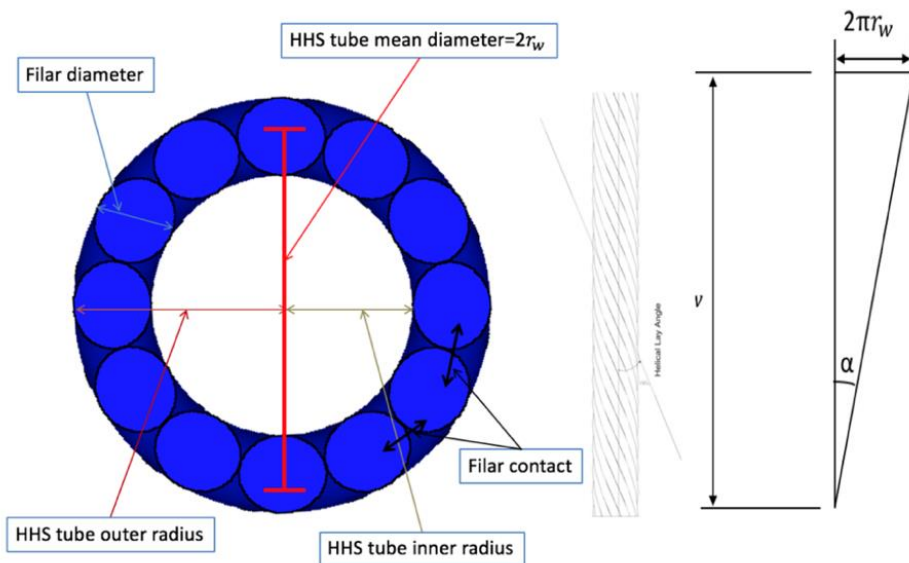 HHS tube mean diameter=2r_w
Filar diameter
2πr_w
Helical Lay Angle
v
α
Filar contact
HHS tube outer radius
HHS tube inner radius